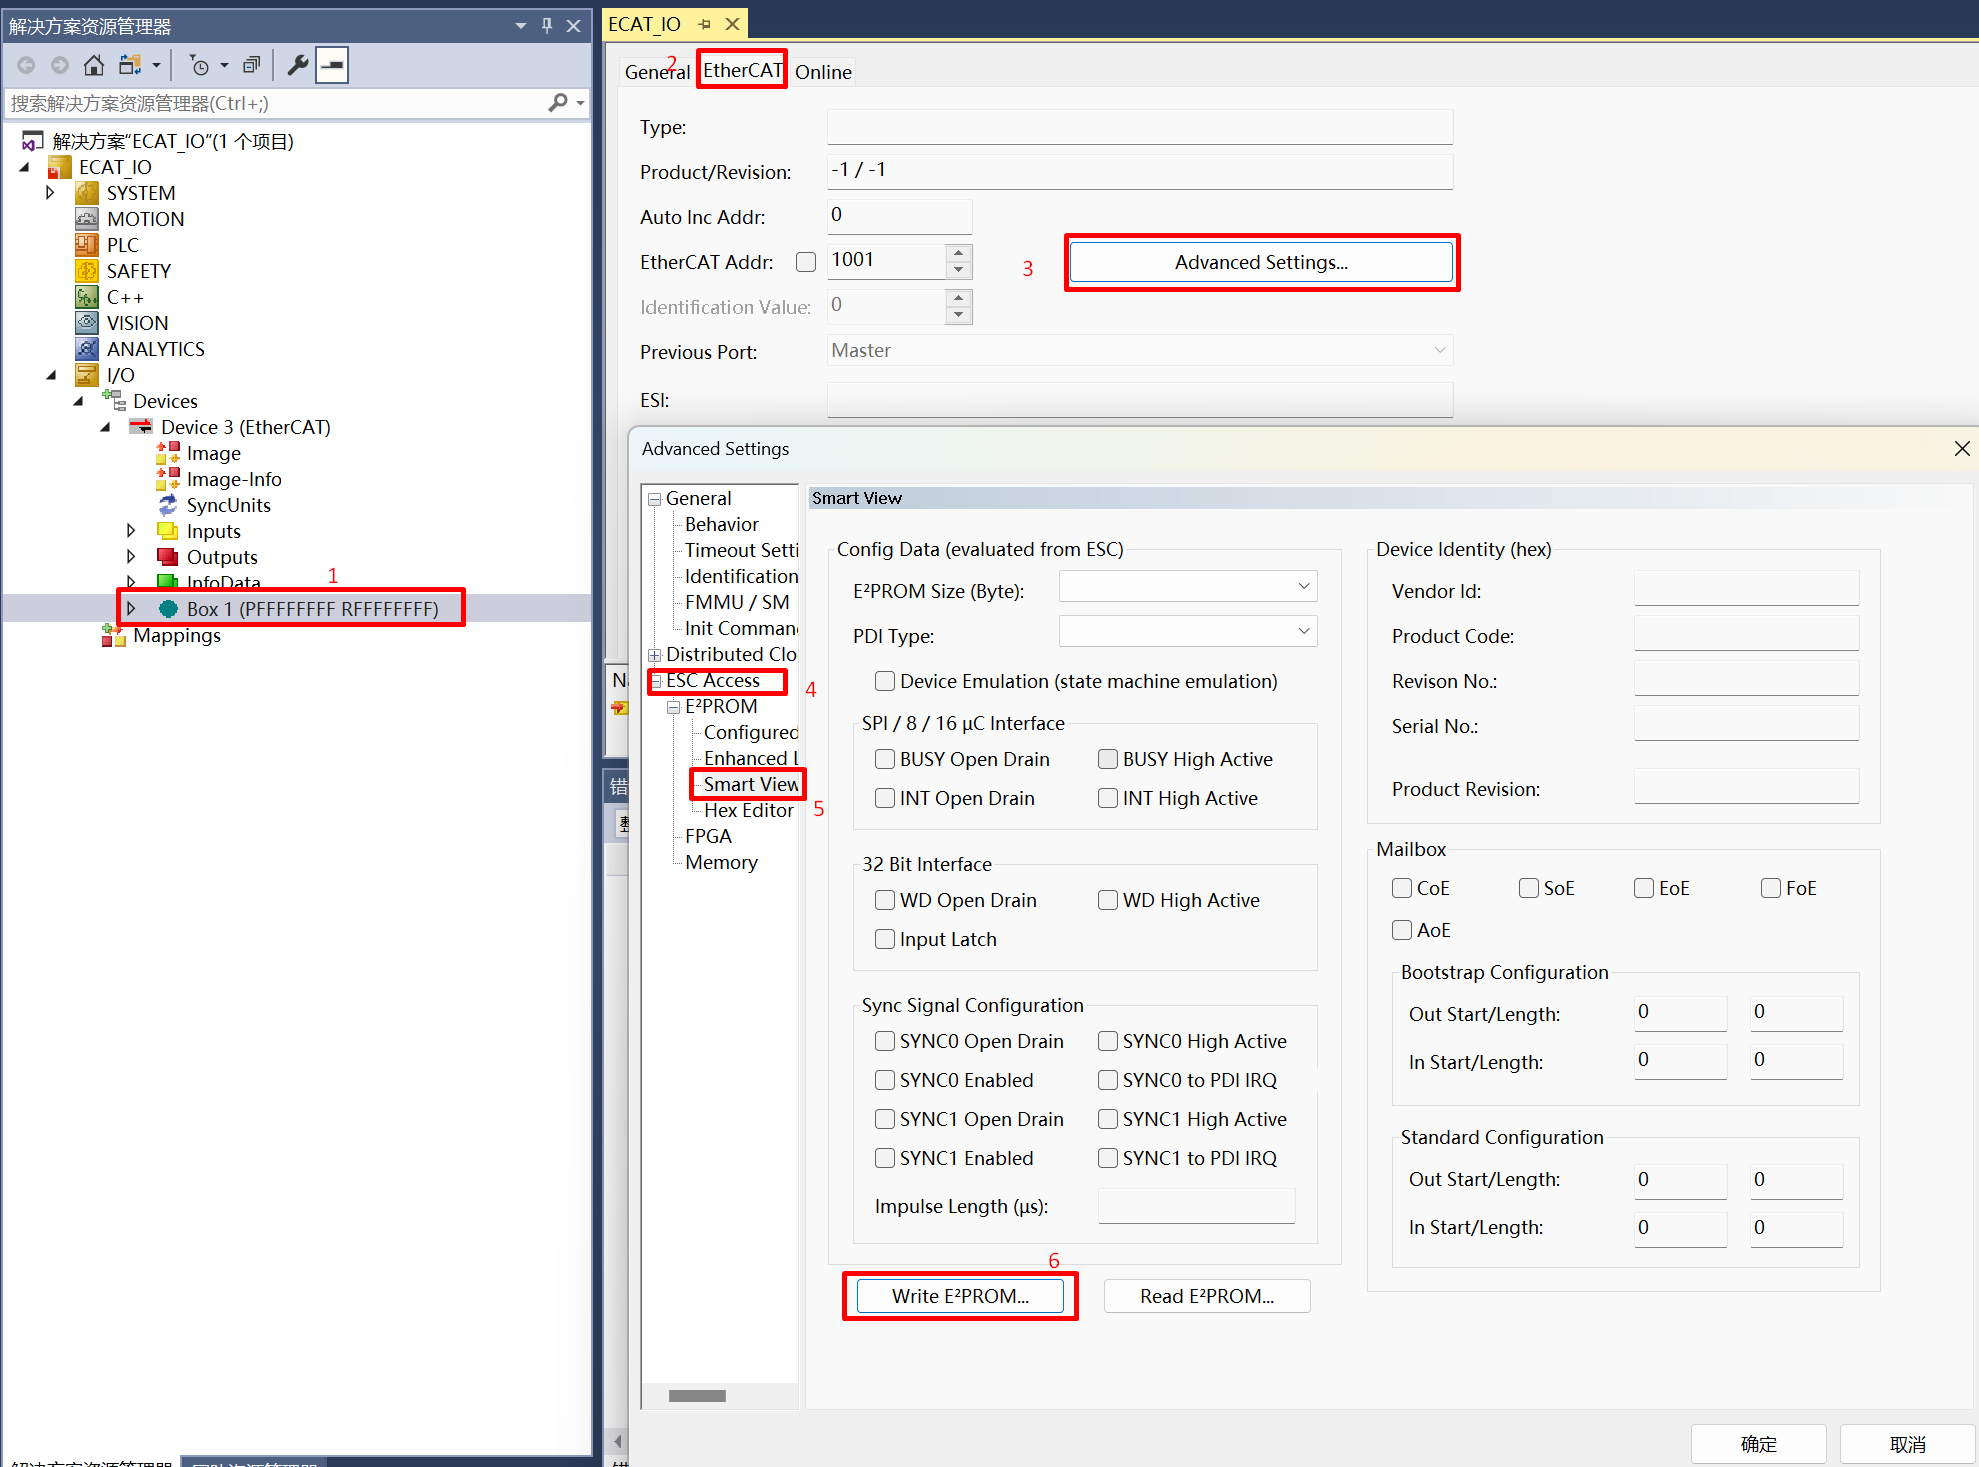 解决方案资源管理器
搜索解决方案资源管理器(Ctrl+;)
解决方案"ECAT_IO"(1 个项目)
ECAT_IO
SYSTEM
MOTION
PLC
SAFETY
C++
VISION
ANALYTICS
I/O
Devices
Device 3 (EtherCAT)
Image
Image-Info
SyncUnits
Inputs
Outputs
InfoData
1
Box 1 (PFFFFFFFF RFFFFFFFF)
Mappings
解决方案资源管理器
ECAT_IO
General
2
EtherCAT
Online
Type:
Product/Revision: -1 / -1
Auto Inc Addr: 0
EtherCAT Addr: 1001
3
Advanced Settings...
Identification Value: 0
Previous Port: Master
ESI:
Advanced Settings
General
Behavior
Timeout Setti
Identification
FMMU / SM
Init Comman
Distributed Clo
ESC Access
4
E²PROM
Configured
Enhanced L
Smart View
5
Hex Editor
FPGA
Memory
Smart View
Config Data (evaluated from ESC)
E²PROM Size (Byte):
PDI Type:
Device Emulation (state machine emulation)
SPI / 8 / 16 µC Interface
BUSY Open Drain BUSY High Active
INT Open Drain INT High Active
32 Bit Interface
WD Open Drain WD High Active
Input Latch
Sync Signal Configuration
SYNC0 Open Drain SYNC0 High Active
SYNC0 Enabled SYNC0 to PDI IRQ
SYNC1 Open Drain SYNC1 High Active
SYNC1 Enabled SYNC1 to PDI IRQ
Impulse Length (µs):
6
Write E²PROM... Read E²PROM...
Device Identity (hex)
Vendor Id:
Product Code:
Revison No.:
Serial No.:
Product Revision:
Mailbox
CoE SoE EoE FoE
AoE
Bootstrap Configuration
Out Start/Length: 0 0
In Start/Length: 0 0
Standard Configuration
Out Start/Length: 0 0
In Start/Length: 0 0
确定 取消